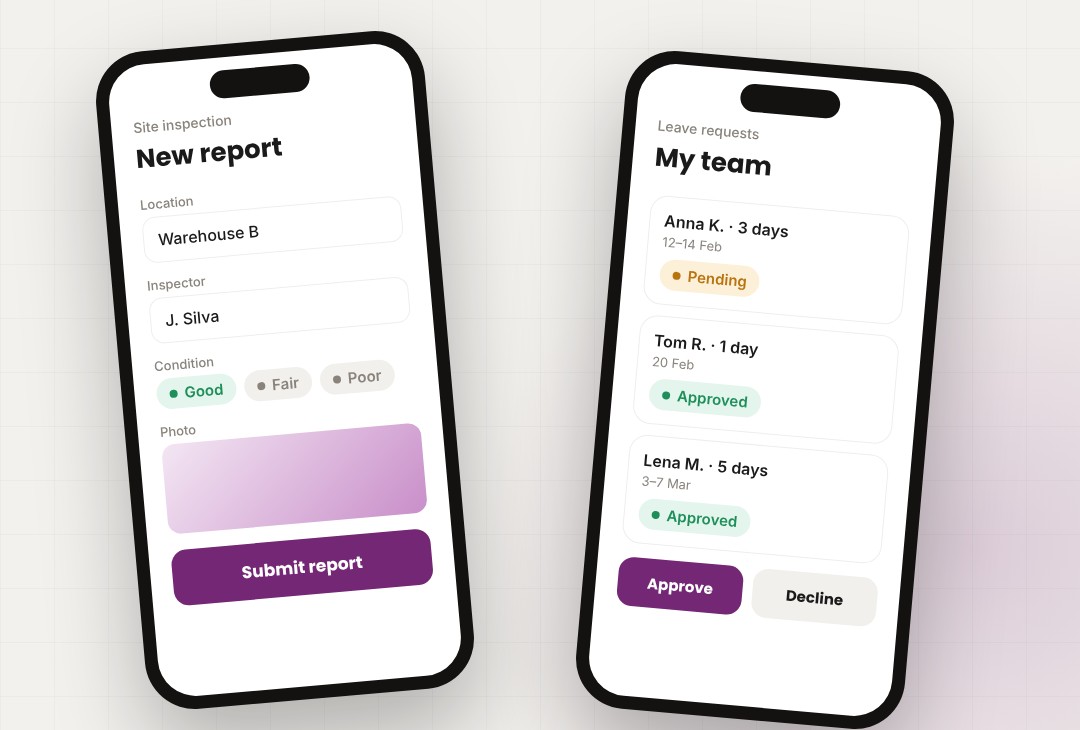 Site inspection
New report
Location
Warehouse B
Inspector
J. Silva
Condition
Good
Fair
Poor
Photo
Submit report
Leave requests
My team
Anna K. · 3 days
12–14 Feb
Pending
Tom R. · 1 day
20 Feb
Approved
Lena M. · 5 days
3–7 Mar
Approved
Approve
Decline